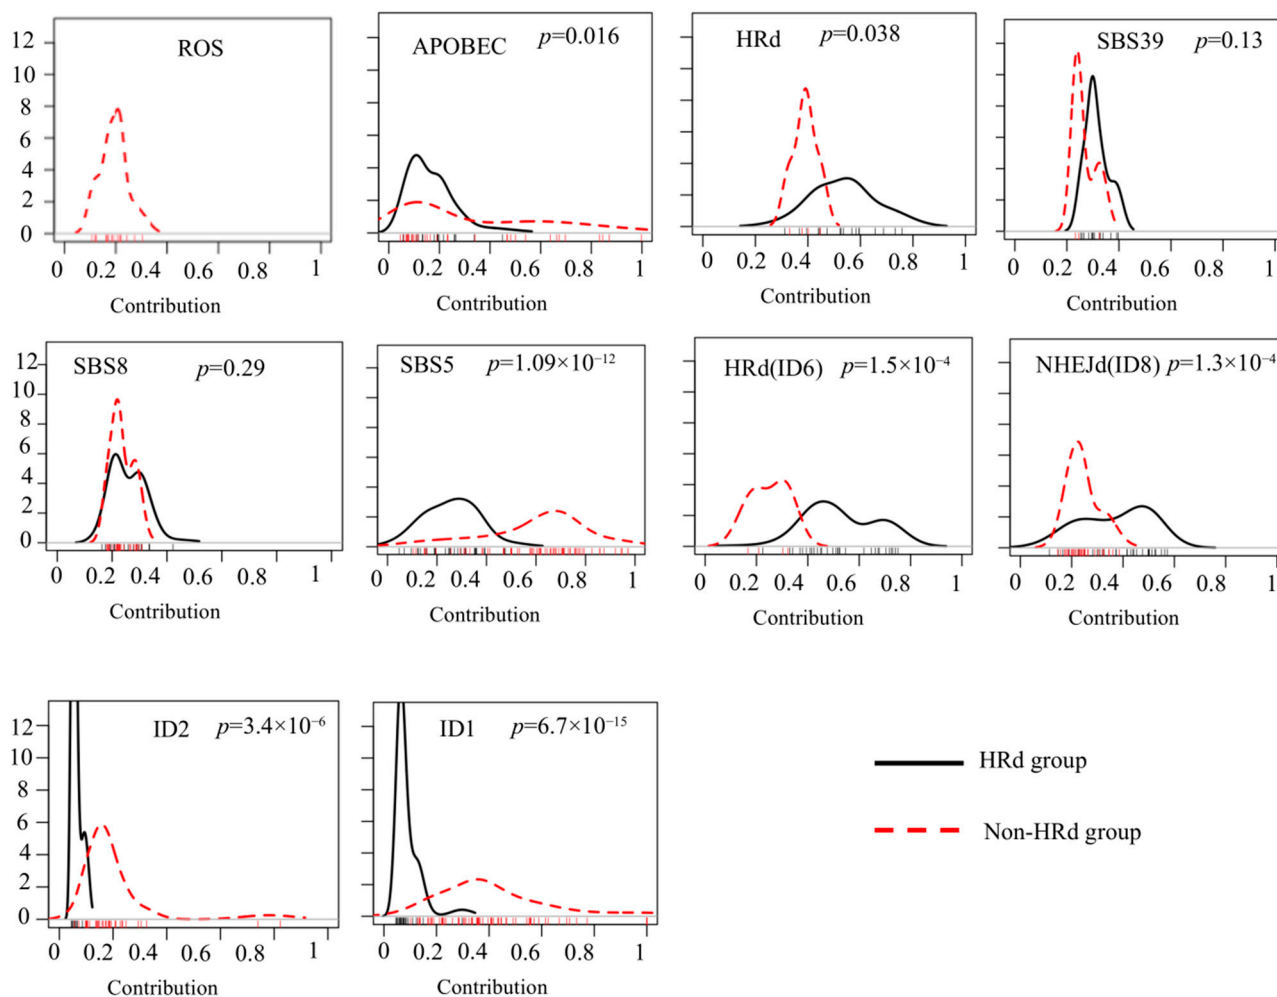 ROS
12
10
8
6
4
2
0
0 0.2 0.4 0.6 0.8 1
Contribution
APOBEC p=0.016
0 0.2 0.4 0.6 0.8 1
Contribution
HRd p=0.038
0 0.2 0.4 0.6 0.8 1
Contribution
SBS39 p=0.13
0 0.2 0.4 0.6 0.8 1
Contribution
SBS8 p=0.29
12
10
8
6
4
2
0
0 0.2 0.4 0.6 0.8 1
Contribution
SBS5 p=1.09×10⁻¹²
0 0.2 0.4 0.6 0.8 1
Contribution
HRd(ID6) p=1.5×10⁻⁴
0 0.2 0.4 0.6 0.8 1
Contribution
NHEJd(ID8) p=1.3×10⁻⁴
0 0.2 0.4 0.6 0.8 1
Contribution
ID2 p=3.4×10⁻⁶
12
10
8
6
4
2
0
0 0.2 0.4 0.6 0.8 1
Contribution
ID1 p=6.7×10⁻¹⁵
0 0.2 0.4 0.6 0.8 1
Contribution
HRd group
Non-HRd group